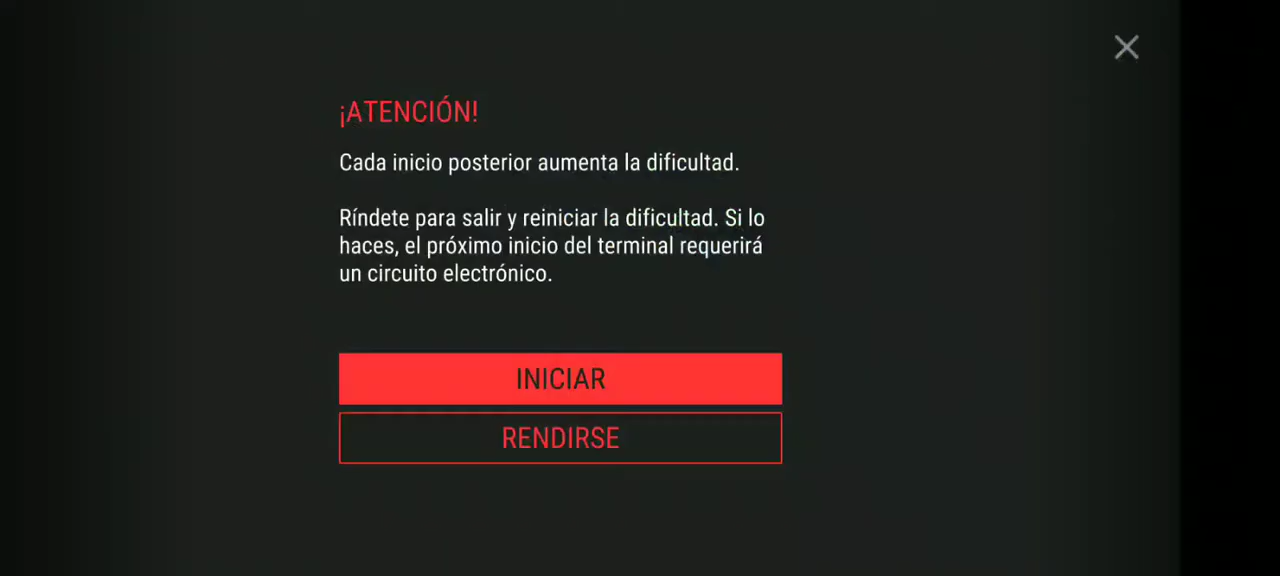 ¡ATENCIÓN!
Cada inicio posterior aumenta la dificultad.
Ríndete para salir y reiniciar la dificultad. Si lo
haces, el próximo inicio del terminal requerirá
un circuito electrónico.
INICIAR
RENDIRSE